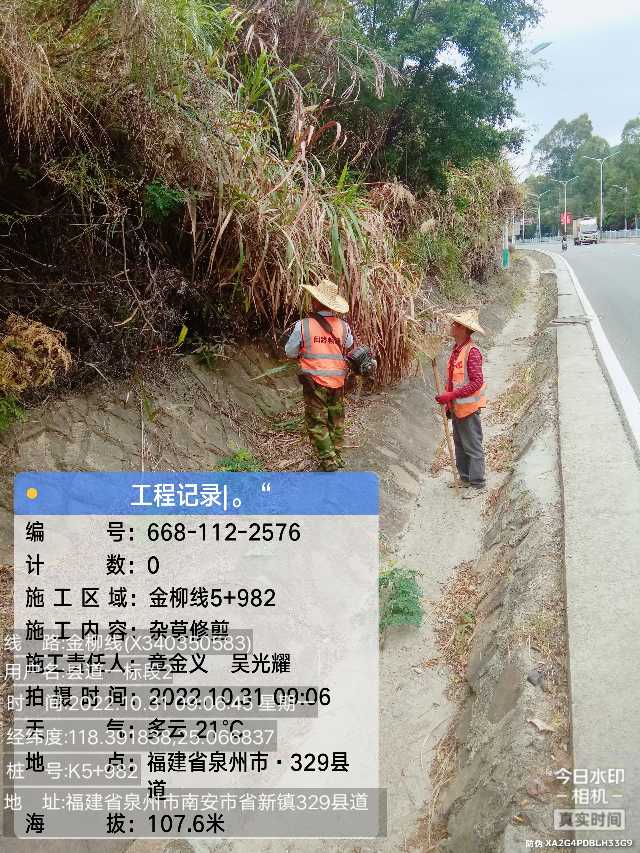 工程记录|。“
编 号: 668-112-2576
计 数: 0
施工区域: 金柳线5+982
施工内容: 杂草修剪
线 路:金柳线(X340350583)
施工责任人: 章金义 吴光耀
用户名:县道一标段2
拍摄时间: 2022.10.31 09:06
时 间:2022.10.31 09:06:45 星期一
天 气: 多云 21℃
经纬度:118.391838,25.066837
地 点: 福建省泉州市·329县
道
桩 号:K5+982
地 址:福建省泉州市南安市省新镇329县道
海 拔: 107.6米
今日水印
相机
真实时间
防伪 XA2G4PDBLH33G9